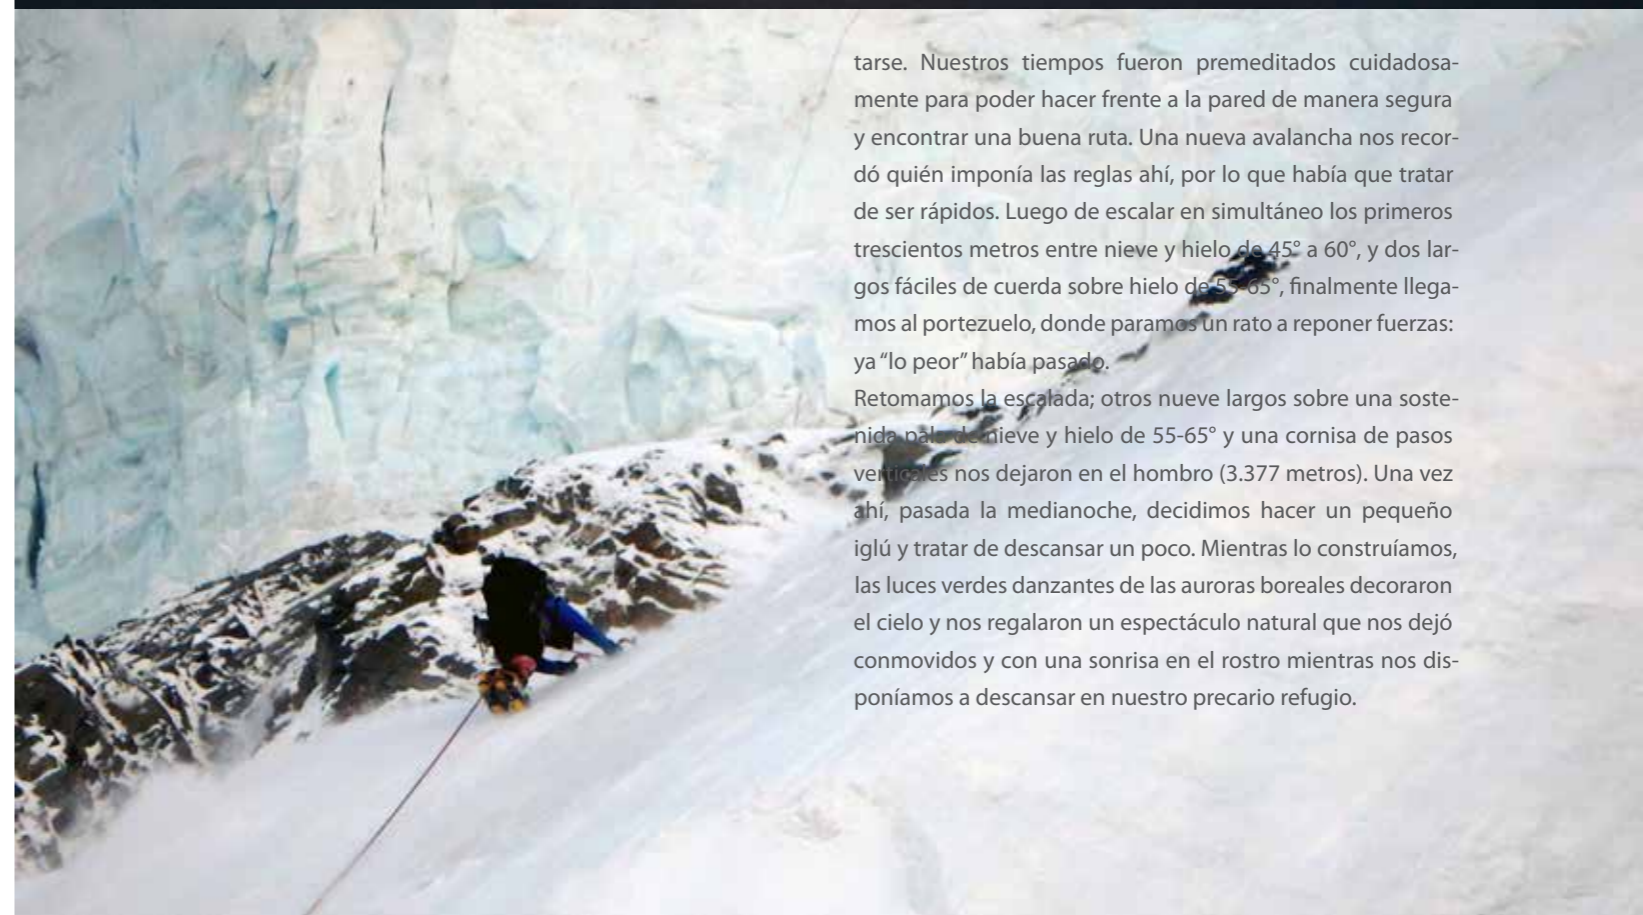 tarse. Nuestros tiempos fueron premeditados cuidadosa-
mente para poder hacer frente a la pared de manera segura
y encontrar una buena ruta. Una nueva avalancha nos recor-
dó quién imponía las reglas ahí, por lo que había que tratar
de ser rápidos. Luego de escalar en simultáneo los primeros
trescientos metros entre nieve y hielo de 45° a 60°, y dos lar-
gos fáciles de cuerda sobre hielo de 55-65°, finalmente llega-
mos al portezuelo, donde paramos un rato a reponer fuerzas:
ya “lo peor” había pasado.
Retomamos la escalada; otros nueve largos sobre una soste-
nida pala de nieve y hielo de 55-65° y una cornisa de pasos
verticales nos dejaron en el hombro (3.377 metros). Una vez
ahí, pasada la medianoche, decidimos hacer un pequeño
iglú y tratar de descansar un poco. Mientras lo construíamos,
las luces verdes danzantes de las auroras boreales decoraron
el cielo y nos regalaron un espectáculo natural que nos dejó
conmovidos y con una sonrisa en el rostro mientras nos dis-
poníamos a descansar en nuestro precario refugio.